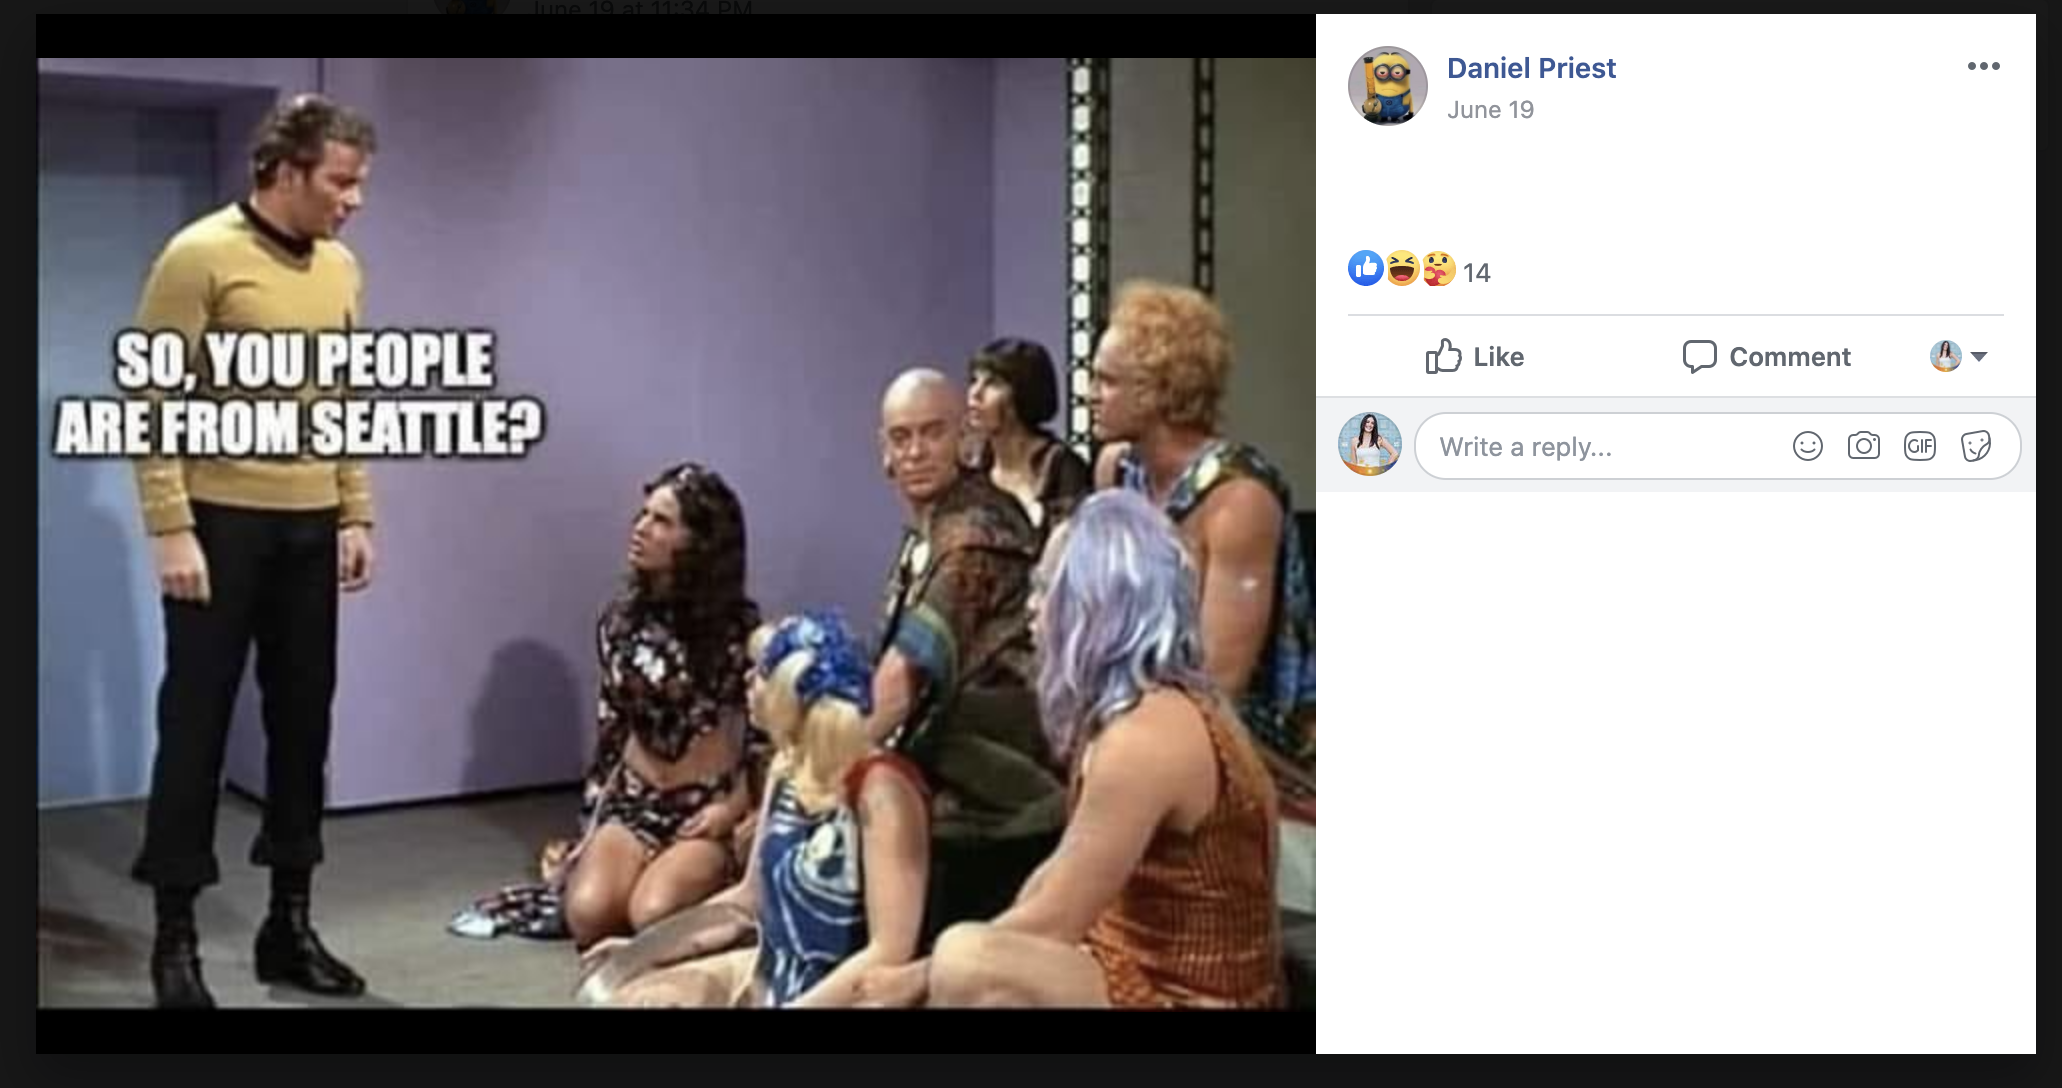 June 19 at 11:34 PM
SO, YOU PEOPLE
ARE FROM SEATTLE?
Daniel Priest
June 19
14
Like
Comment
Write a reply...
GIF